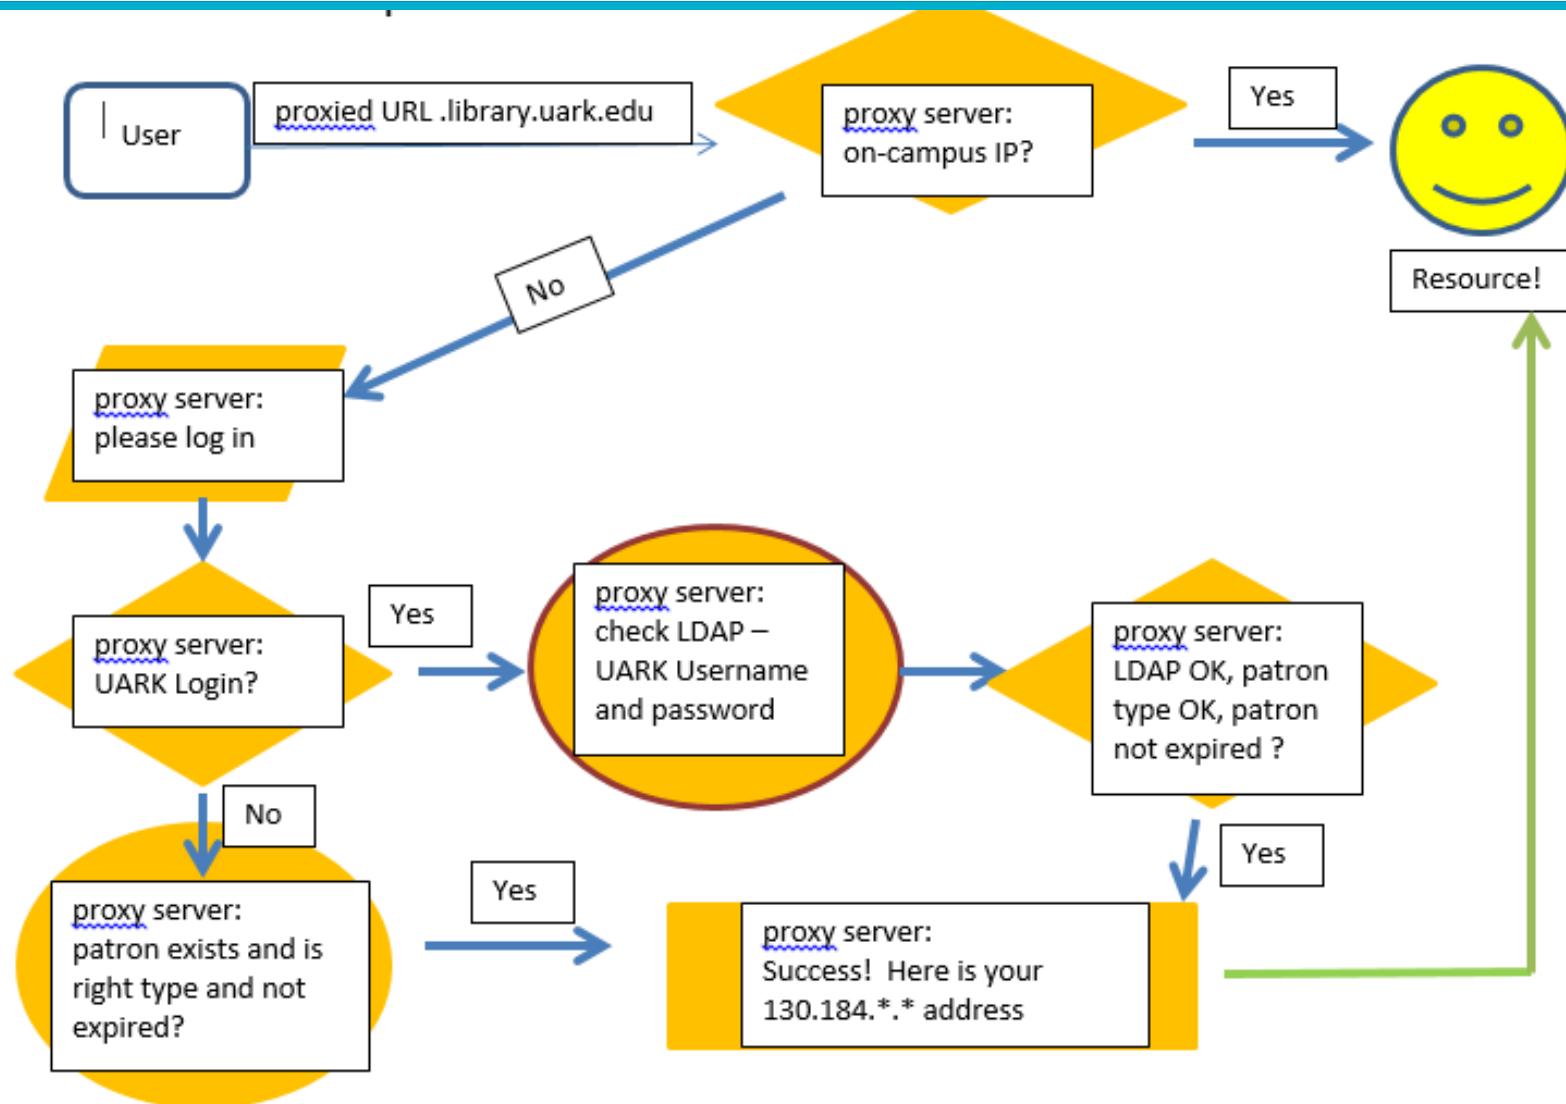 User
proxied URL .library.uark.edu
proxy server:
on-campus IP?
Yes
Resource!
No
proxy server:
please log in
proxy server:
UARK Login?
Yes
proxy server:
check LDAP –
UARK Username
and password
proxy server:
LDAP OK, patron
type OK, patron
not expired ?
No
Yes
proxy server:
patron exists and is
right type and not
expired?
Yes
proxy server:
Success!  Here is your
130.184.*.* address